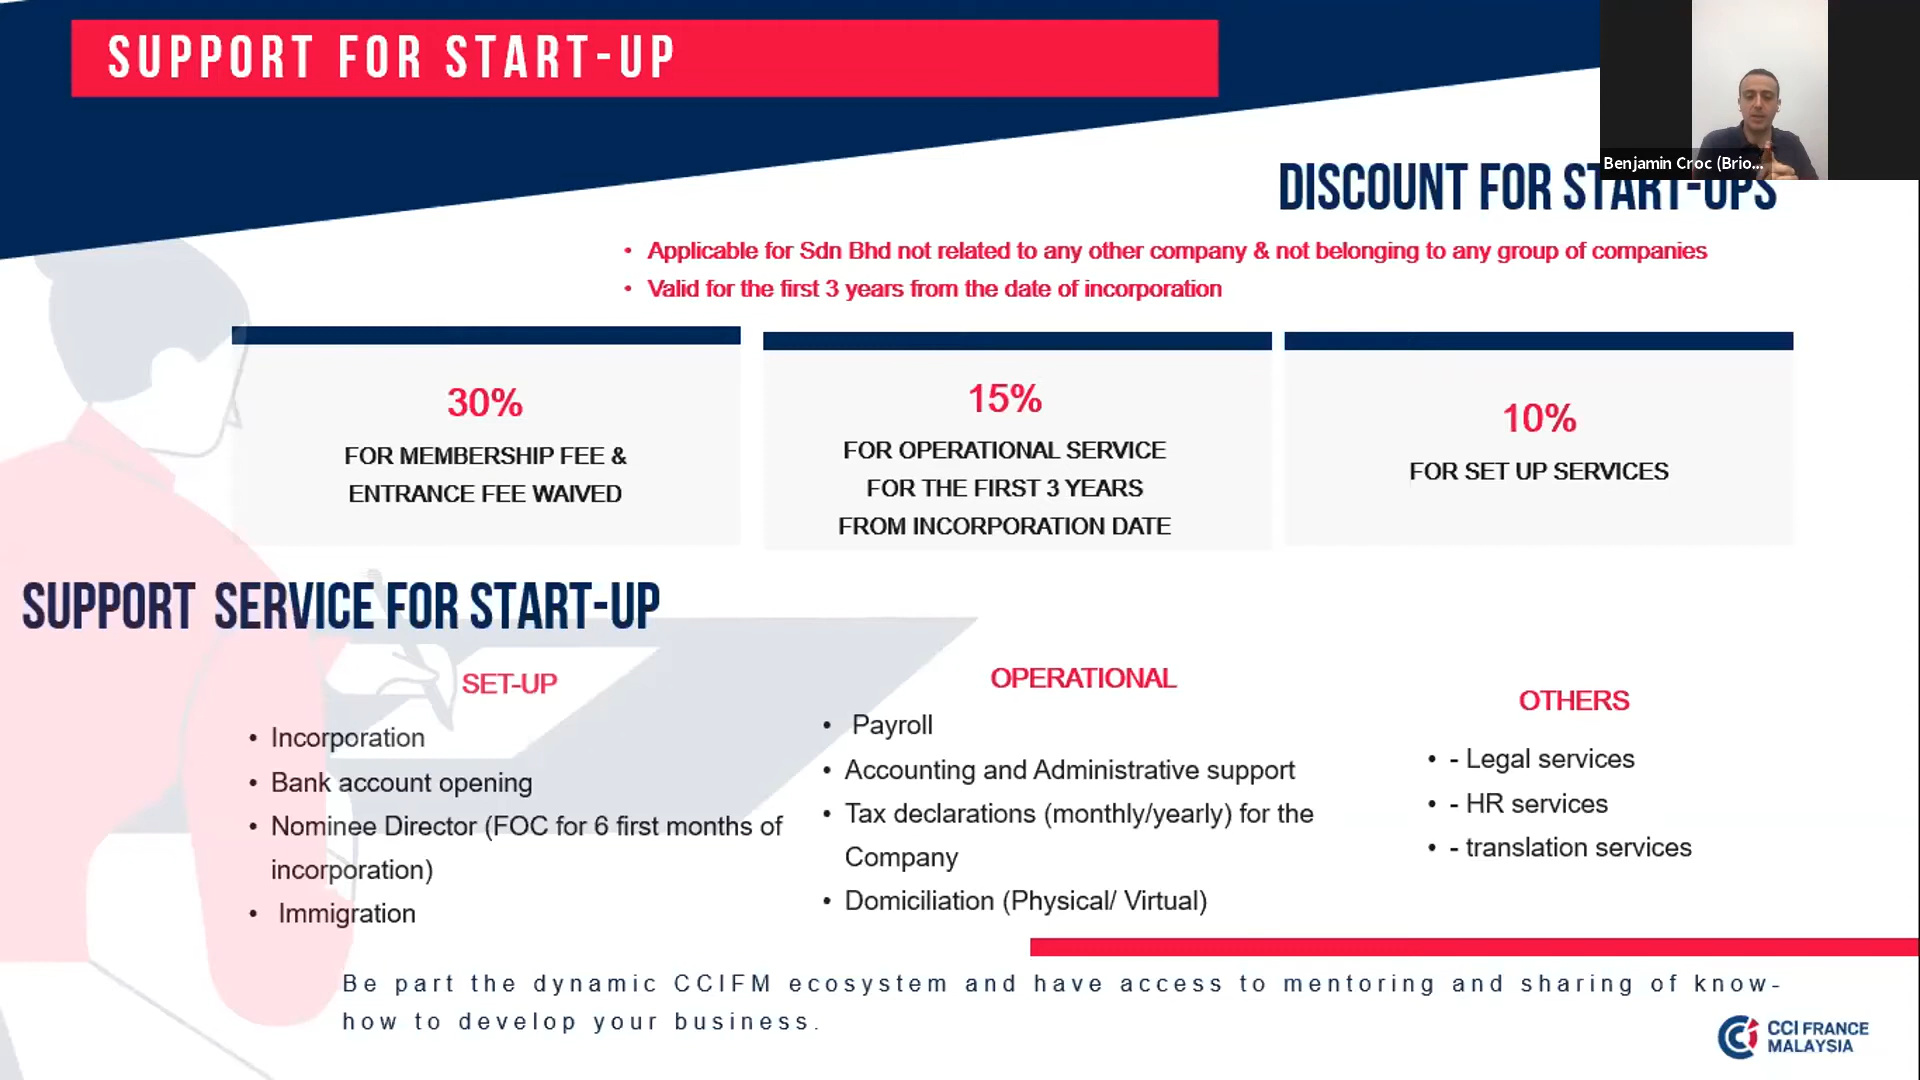 SUPPORT FOR START-UP
Benjamin Croc (Brio...
DISCOUNT FOR START-UPS
• Applicable for Sdn Bhd not related to any other company & not belonging to any group of companies
• Valid for the first 3 years from the date of incorporation
30%
FOR MEMBERSHIP FEE &
ENTRANCE FEE WAIVED
15%
FOR OPERATIONAL SERVICE
FOR THE FIRST 3 YEARS
FROM INCORPORATION DATE
10%
FOR SET UP SERVICES
SUPPORT SERVICE FOR START-UP
SET-UP
• Incorporation
• Bank account opening
• Nominee Director (FOC for 6 first months of
incorporation)
• Immigration
OPERATIONAL
• Payroll
• Accounting and Administrative support
• Tax declarations (monthly/yearly) for the
Company
• Domiciliation (Physical/ Virtual)
OTHERS
• - Legal services
• - HR services
• - translation services
Be part the dynamic CCIFM ecosystem and have access to mentoring and sharing of know-
how to develop your business.
CCI FRANCE
MALAYSIA